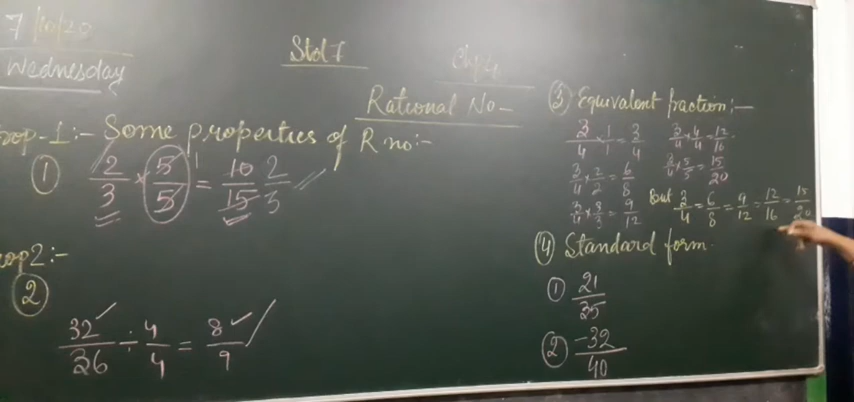 7/10/20
Wednesday
Std 7
Ch 4
Rational No-
Prop-1:- Some properties of R.no:-
① 2/3 × 5/5 = 10/15 2/3
Prop2:-
② 32/36 ÷ 4/4 = 8/9
③ Equivalent fraction:-
3/4 × 1/1 = 3/4 3/4 × 4/4 = 12/16
3/4 × 2/2 = 6/8 3/4 × 5/5 = 15/20
3/4 × 3/3 = 9/12 But 3/4 = 6/8 = 9/12 = 12/16 = 15/20
④ Standard form.
① 21/35
② -32/40